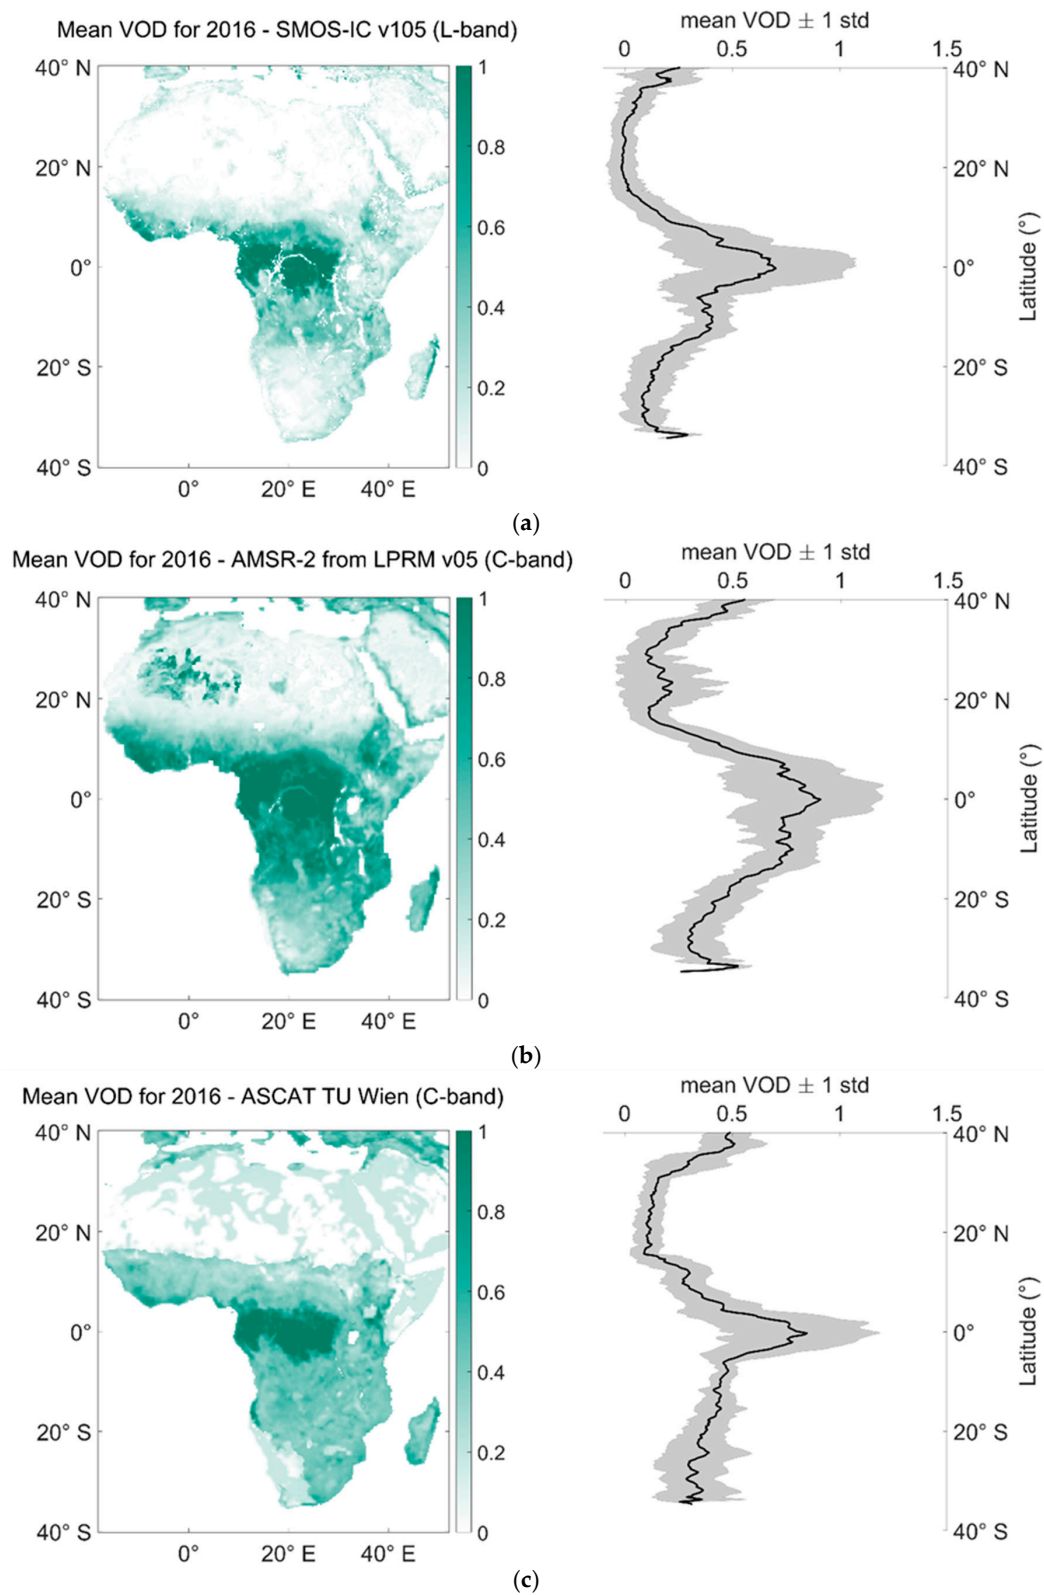 Mean VOD for 2016 - SMOS-IC v105 (L-band)
40° N
20° N
0°
20° S
40° S
0°
20° E
40° E
1
0.8
0.6
0.4
0.2
0
mean VOD ± 1 std
0
0.5
1
1.5
40° N
20° N
0°
20° S
40° S
Latitude (°)
(a)
Mean VOD for 2016 - AMSR-2 from LPRM v05 (C-band)
40° N
20° N
0°
20° S
40° S
0°
20° E
40° E
1
0.8
0.6
0.4
0.2
0
mean VOD ± 1 std
0
0.5
1
1.5
40° N
20° N
0°
20° S
40° S
Latitude (°)
(b)
Mean VOD for 2016 - ASCAT TU Wien (C-band)
40° N
20° N
0°
20° S
40° S
0°
20° E
40° E
1
0.8
0.6
0.4
0.2
0
mean VOD ± 1 std
0
0.5
1
1.5
40° N
20° N
0°
20° S
40° S
Latitude (°)
(c)